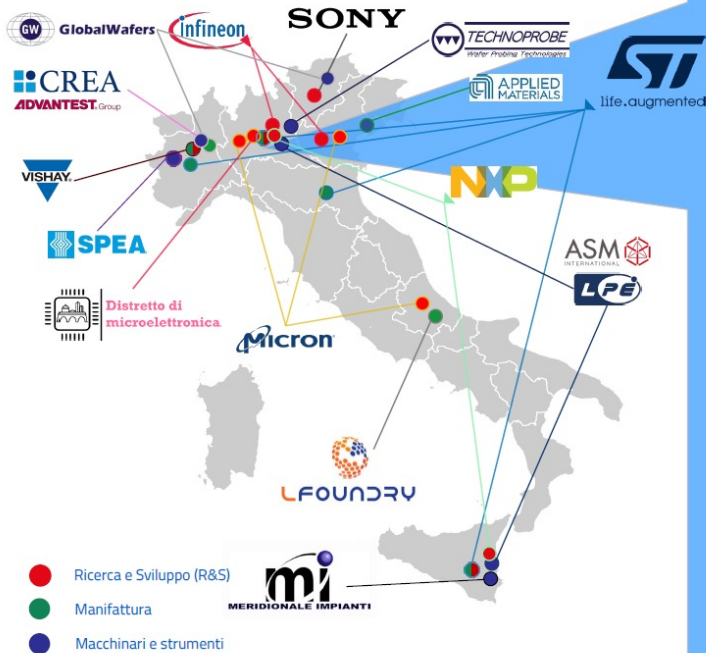 GW GlobalWafers
infineon
SONY
TECHNOPROBE
Wafer Probing Technologies
APPLIED
MATERIALS
ST
life.augmented
CREA
ADVANTEST. Group
VISHAY
NXP
SPEA
ASM
INTERNATIONAL
LPE
Distretto di
microelettronica
Micron
LFOUNDRY
mi
MERIDIONALE IMPIANTI
Ricerca e Sviluppo (R&S)
Manifattura
Macchinari e strumenti